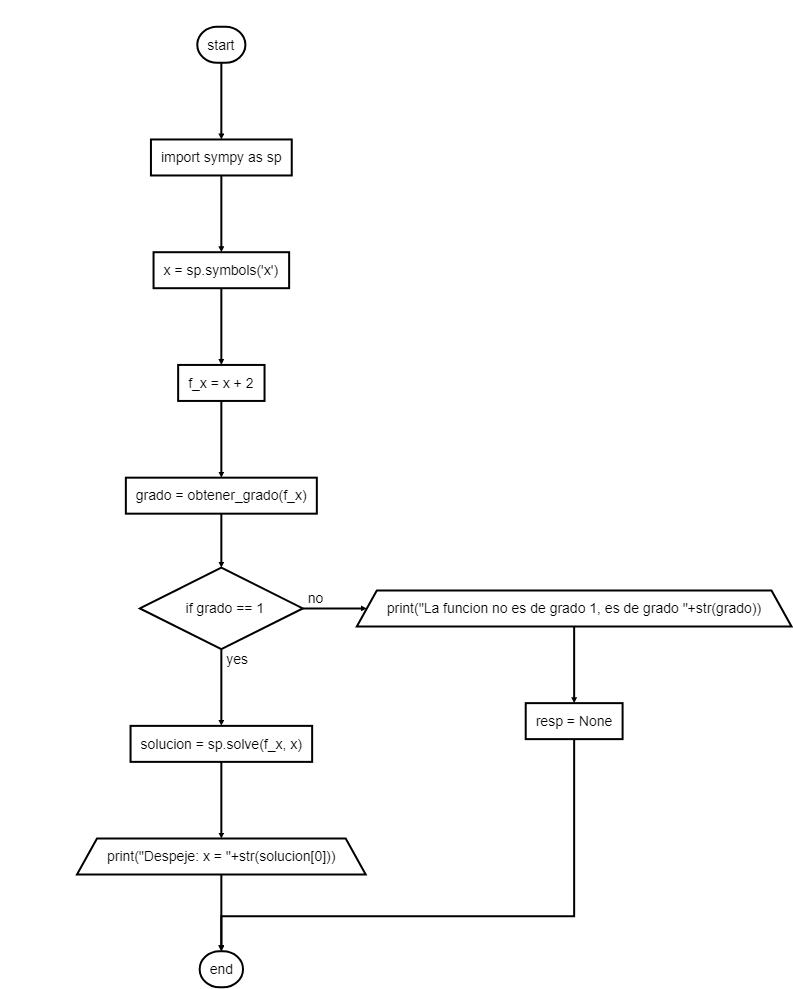 start
import sympy as sp
x = sp.symbols('x')
f_x = x + 2
grado = obtener_grado(f_x)
if grado == 1
no
print("La funcion no es de grado 1, es de grado "+str(grado))
yes
resp = None
solucion = sp.solve(f_x, x)
print("Despeje: x = "+str(solucion[0]))
end